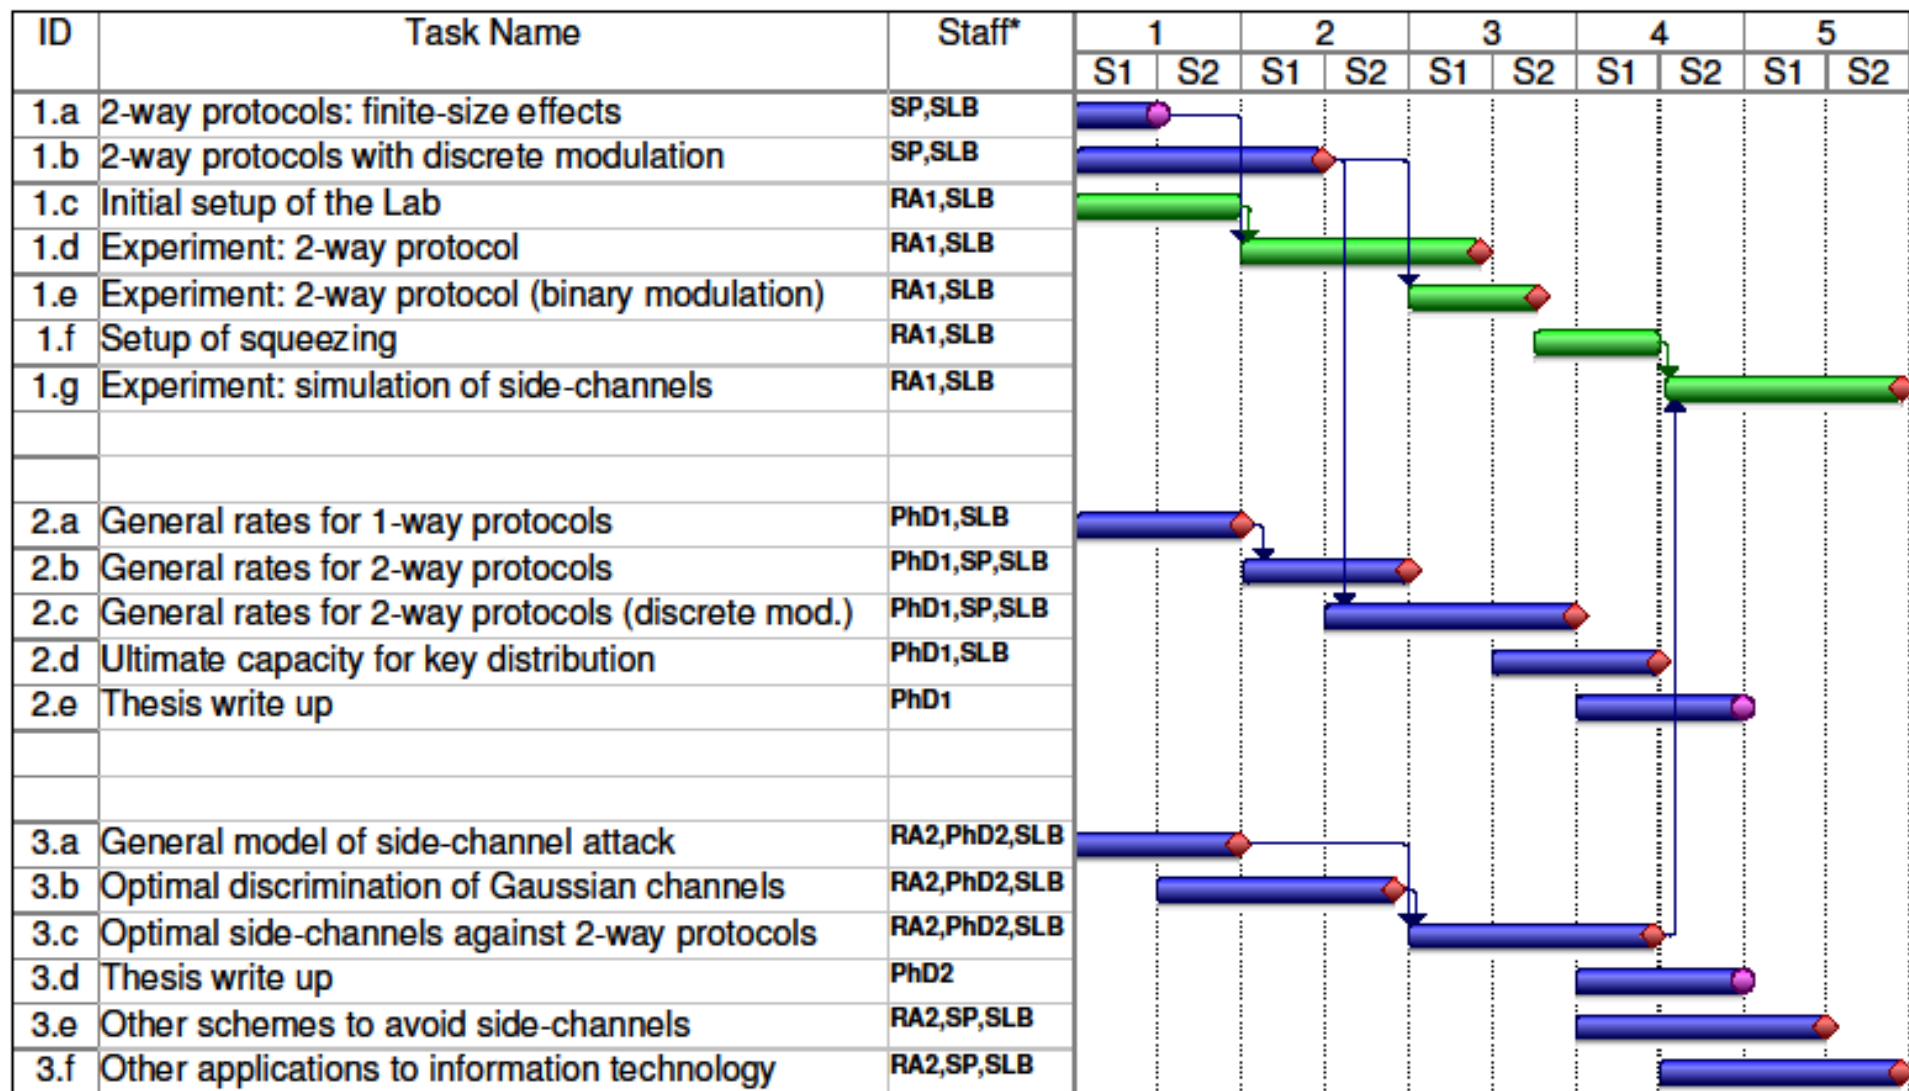 ID Task Name Staff* 1 2 3 4 5
S1 S2 S1 S2 S1 S2 S1 S2 S1 S2
1.a 2-way protocols: finite-size effects SP,SLB
1.b 2-way protocols with discrete modulation SP,SLB
1.c Initial setup of the Lab RA1,SLB
1.d Experiment: 2-way protocol RA1,SLB
1.e Experiment: 2-way protocol (binary modulation) RA1,SLB
1.f Setup of squeezing RA1,SLB
1.g Experiment: simulation of side-channels RA1,SLB
2.a General rates for 1-way protocols PhD1,SLB
2.b General rates for 2-way protocols PhD1,SP,SLB
2.c General rates for 2-way protocols (discrete mod.) PhD1,SP,SLB
2.d Ultimate capacity for key distribution PhD1,SLB
2.e Thesis write up PhD1
3.a General model of side-channel attack RA2,PhD2,SLB
3.b Optimal discrimination of Gaussian channels RA2,PhD2,SLB
3.c Optimal side-channels against 2-way protocols RA2,PhD2,SLB
3.d Thesis write up PhD2
3.e Other schemes to avoid side-channels RA2,SP,SLB
3.f Other applications to information technology RA2,SP,SLB